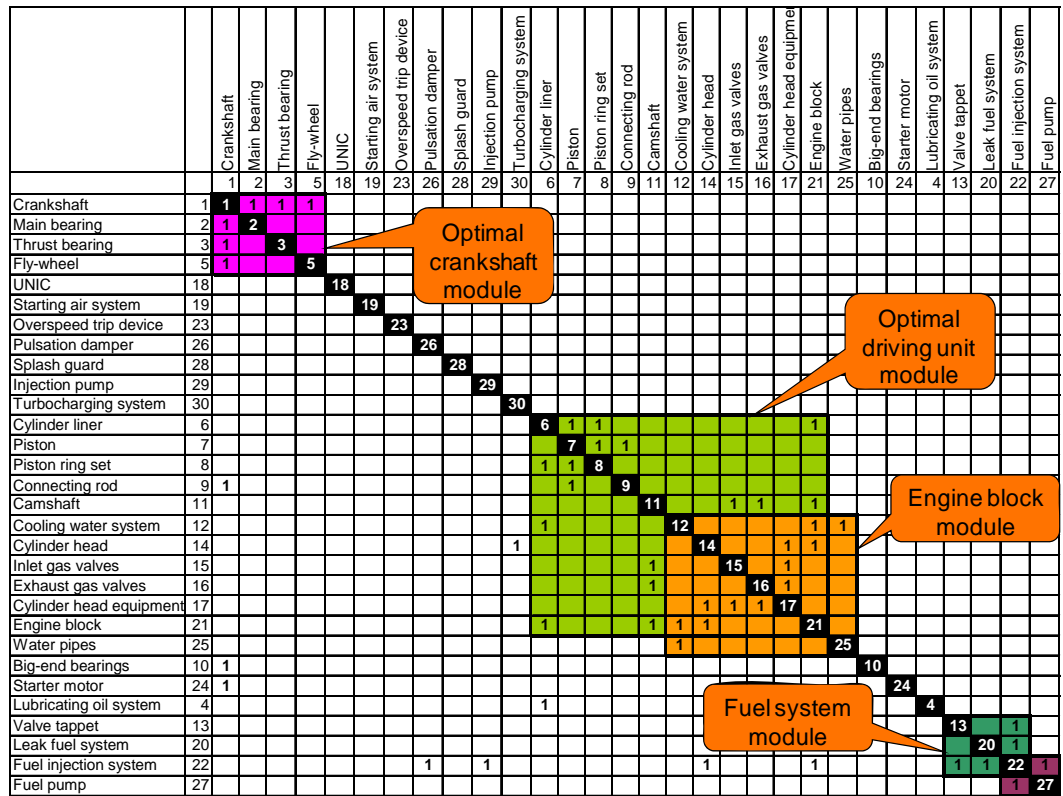 Crankshaft Main bearing Thrust bearing Fly-wheel UNIC Starting air system Overspeed trip device Pulsation damper Splash guard Injection pump Turbocharging system Cylinder liner Piston Piston ring set Connecting rod Camshaft Cooling water system Cylinder head Inlet gas valves Exhaust gas valves Cylinder head equipme Engine block Water pipes Big-end bearings Starter motor Lubricating oil system Valve tappet Leak fuel system Fuel injection system Fuel pump
1 2 3 5 18 19 23 26 28 29 30 6 7 8 9 11 12 14 15 16 17 21 25 10 24 4 13 20 22 27
Crankshaft 1 1 1 1 1
Main bearing 2 1 2
Thrust bearing 3 1 3
Fly-wheel 5 1 5
Optimal
crankshaft
module
UNIC 18 18
Starting air system 19 19
Overspeed trip device 23 23
Pulsation damper 26 26
Splash guard 28 28
Injection pump 29 29
Turbocharging system 30 30
Optimal
driving unit
module
Cylinder liner 6 6 1 1 1
Piston 7 7 1 1
Piston ring set 8 1 1 8
Connecting rod 9 1 1 9
Camshaft 11 11 1 1 1
Engine block
module
Cooling water system 12 1 12 1 1
Cylinder head 14 1 14 1 1
Inlet gas valves 15 1 15 1
Exhaust gas valves 16 1 16 1
Cylinder head equipment 17 1 1 1 17
Engine block 21 1 1 1 1 21
Water pipes 25 1 25
Big-end bearings 10 1 10
Starter motor 24 1 24
Lubricating oil system 4 1 4
Fuel system
module
Valve tappet 13 13 1
Leak fuel system 20 20 1
Fuel injection system 22 1 1 1 1 1 1 22 1
Fuel pump 27 1 27